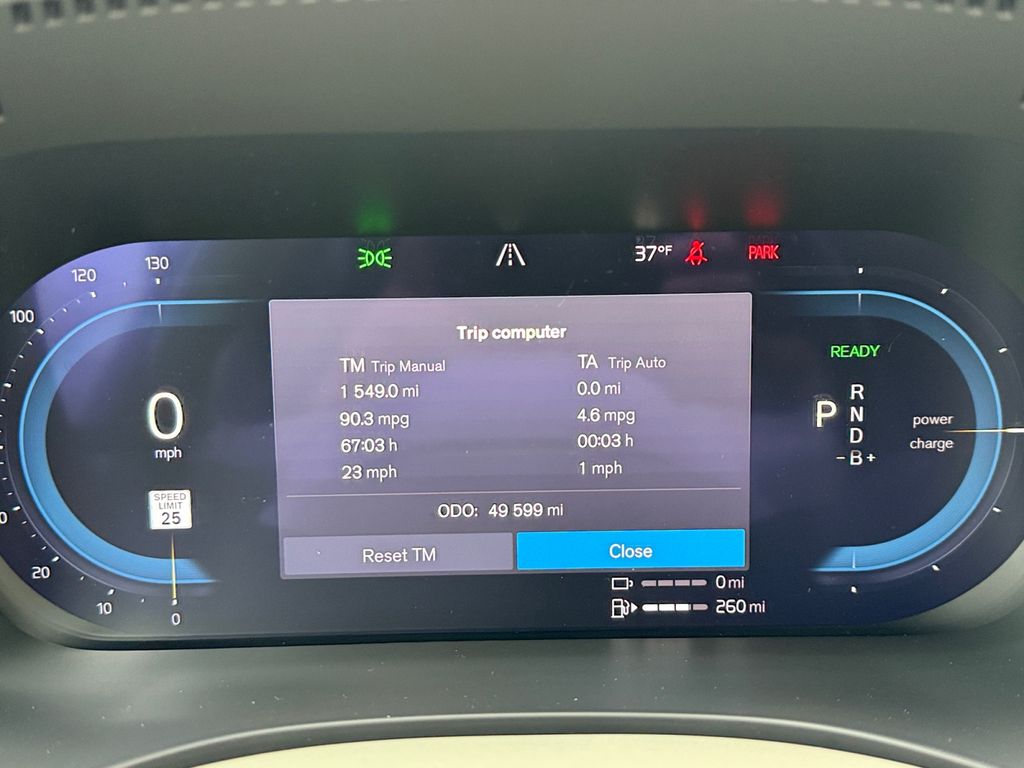 120
130
100
37°F
PARK
Trip computer
TM Trip Manual
1 549.0 mi
90.3 mpg
67:03 h
23 mph
TA Trip Auto
0.0 mi
4.6 mpg
00:03 h
1 mph
ODO: 49 599 mi
Reset TM
Close
0
mph
SPEED
LIMIT
25
20
10
0
READY
P
R
N
D
-B+
power
charge
0 mi
260 mi